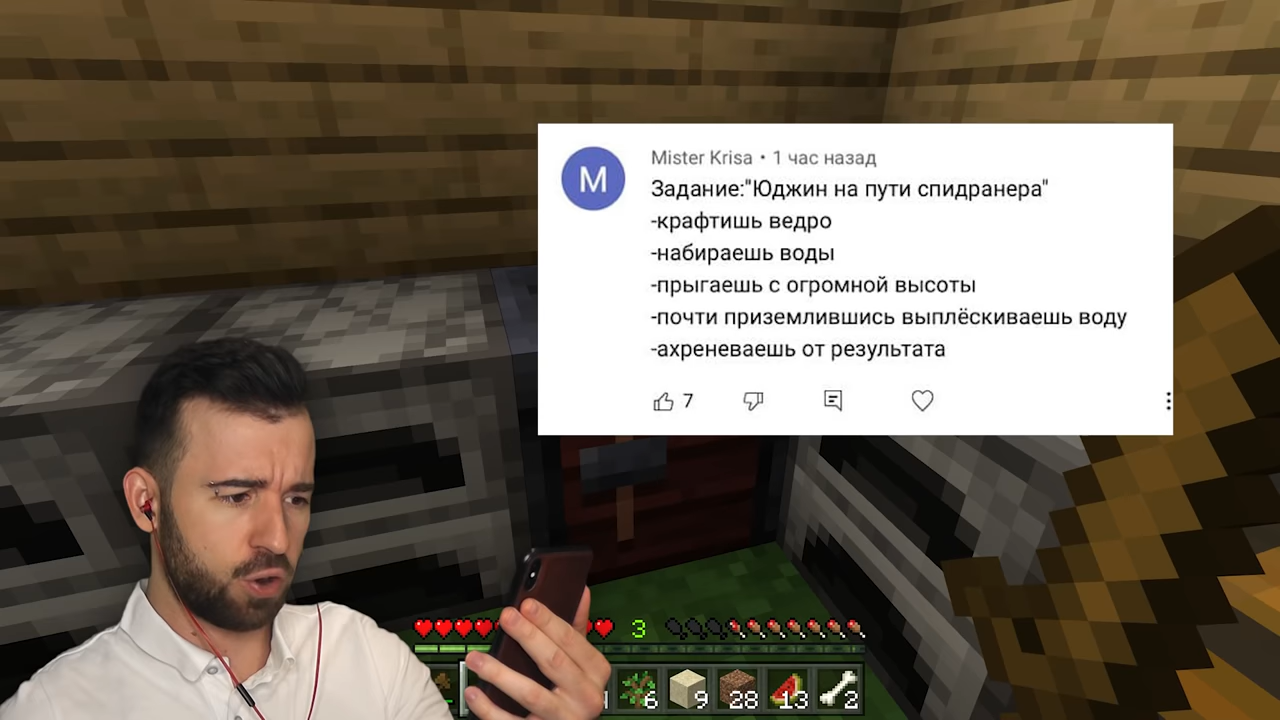 M
Mister Krisa • 1 час назад
Задание:"Юджин на пути спидранера"
-крафтишь ведро
-набираешь воды
-прыгаешь с огромной высоты
-почти приземлившись выплёскиваешь воду
-ахреневаешь от результата
7
3
6 9 28 13 2